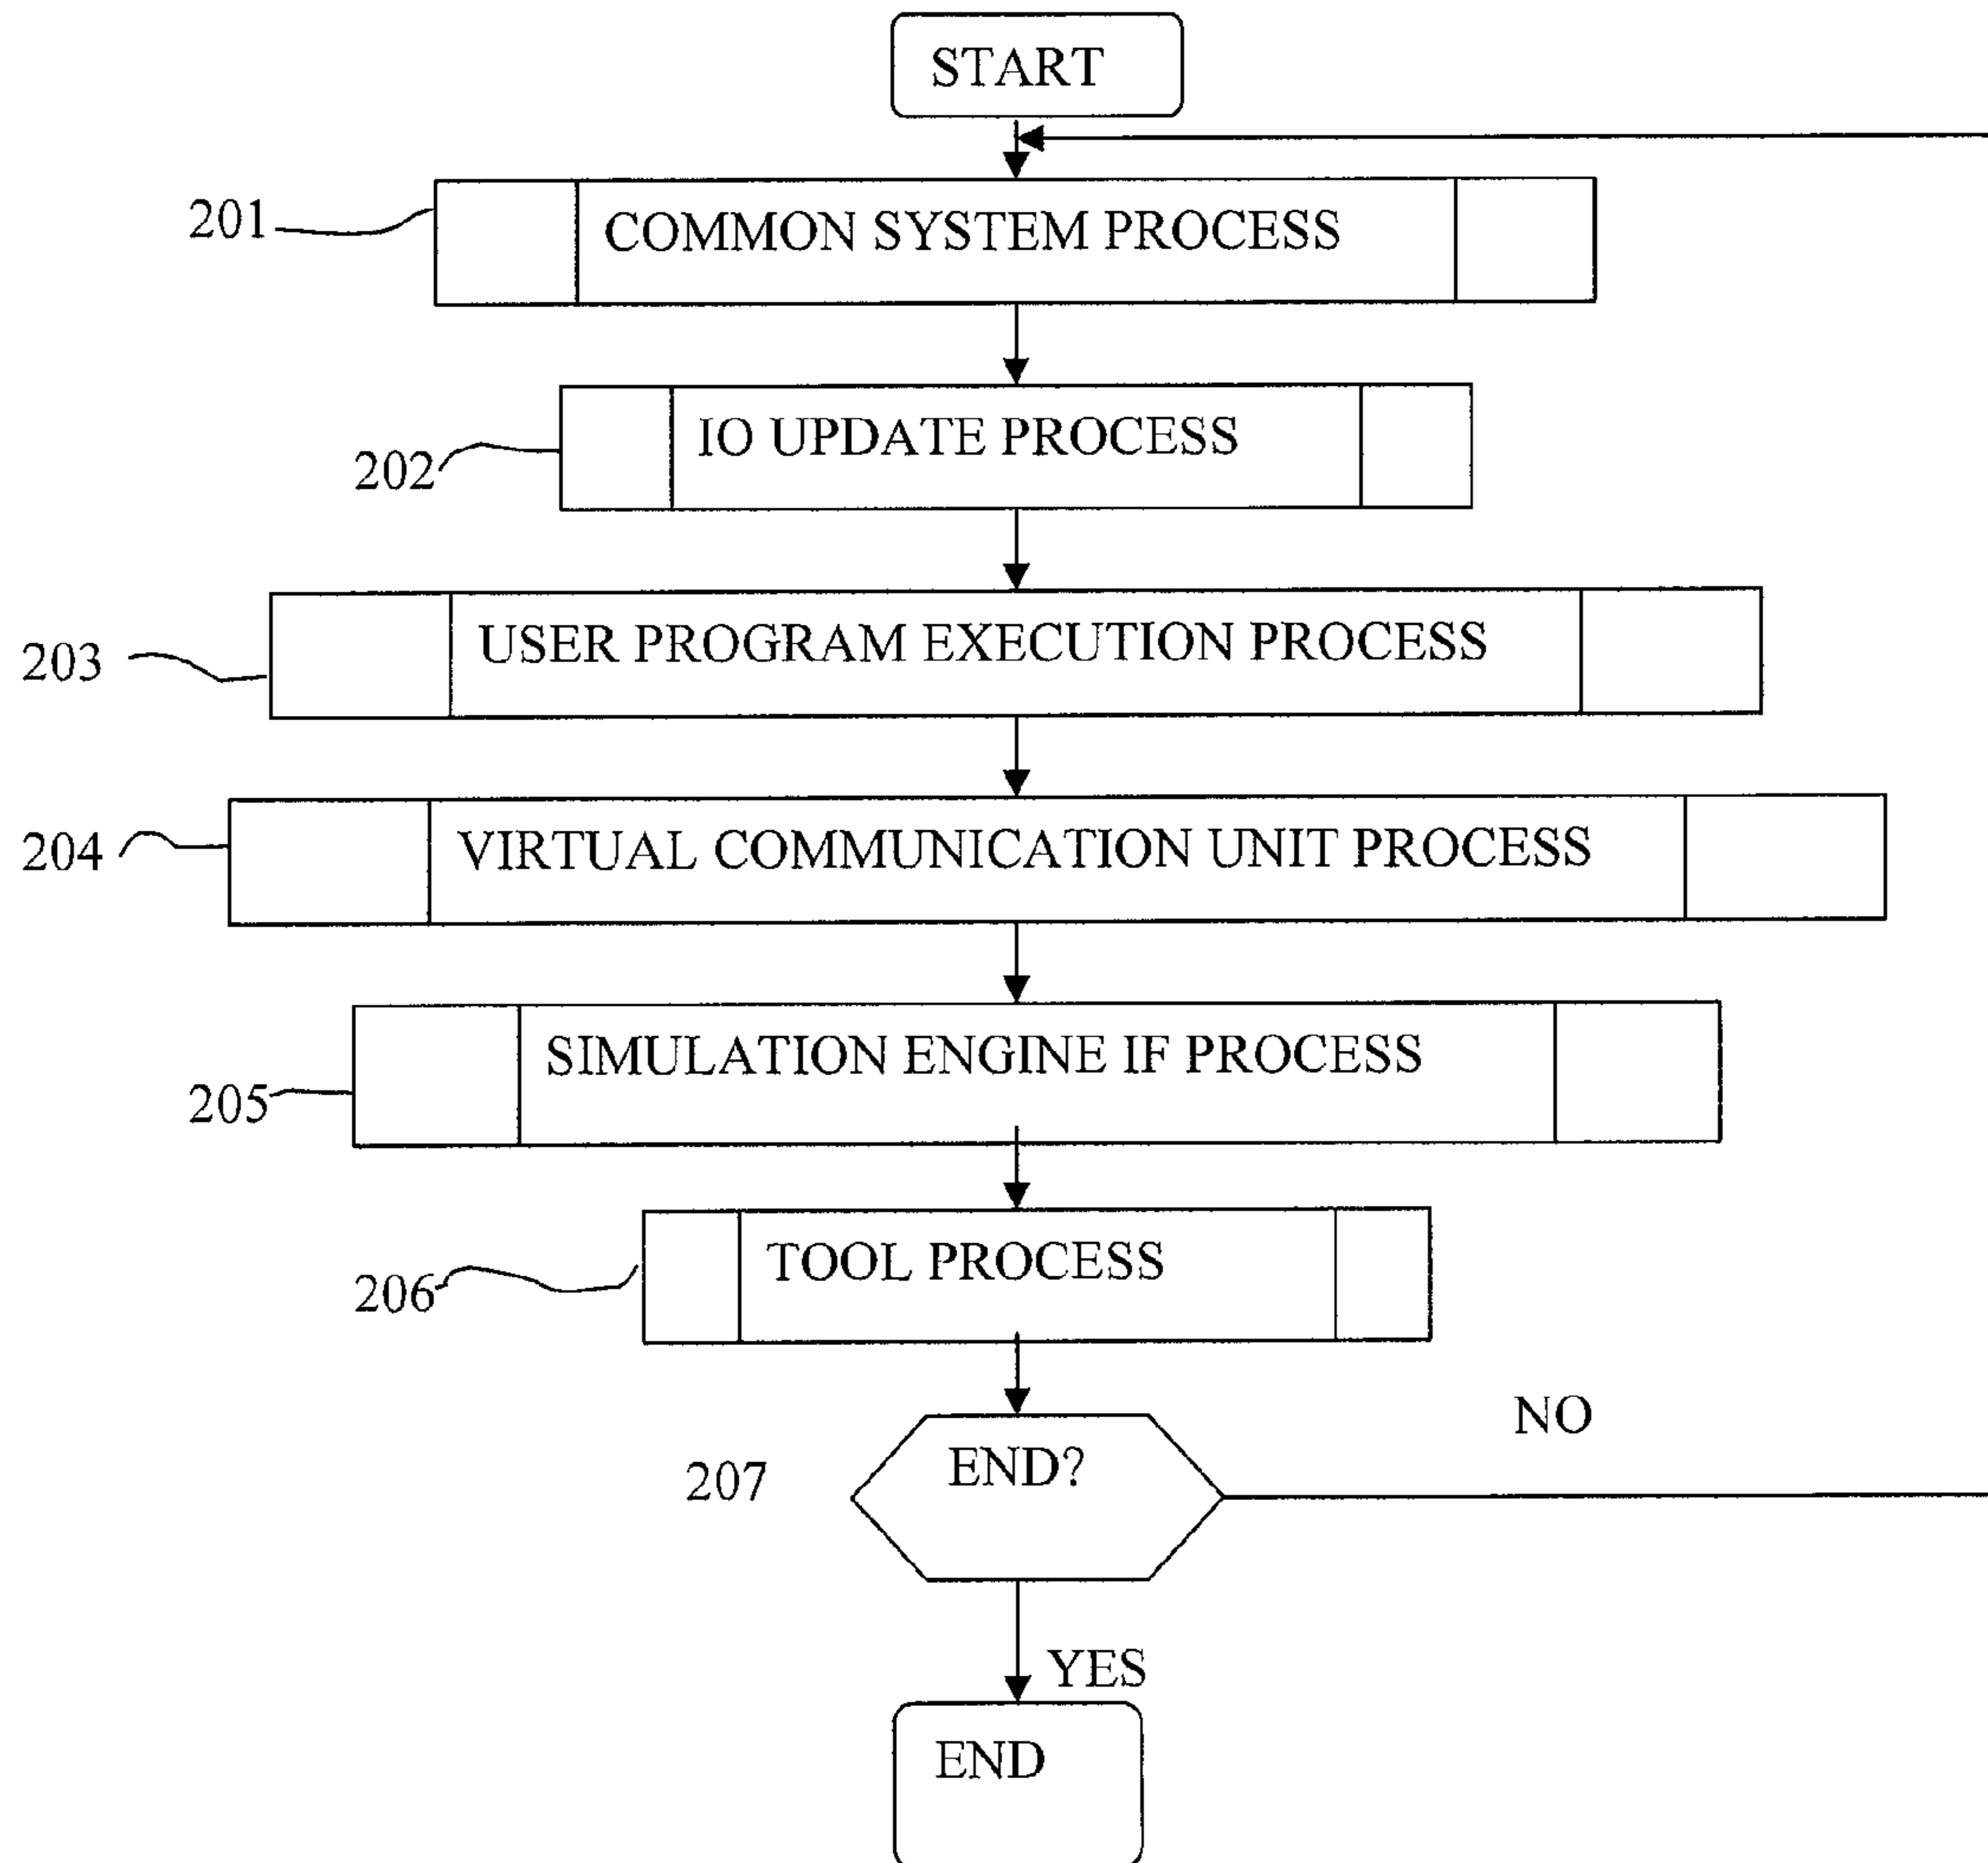 START
201
COMMON SYSTEM PROCESS
IO UPDATE PROCESS
202
USER PROGRAM EXECUTION PROCESS
203
204
VIRTUAL COMMUNICATION UNIT PROCESS
SIMULATION ENGINE IF PROCESS
205
TOOL PROCESS
206
NO
END?
207
YES
END